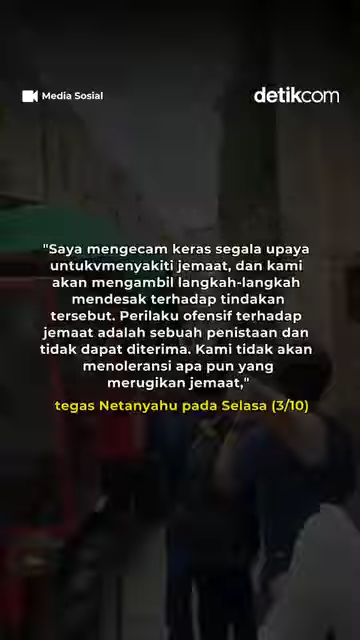 Media Sosial
detikcom
"Saya mengecam keras segala upaya
untukvmenyakiti jemaat, dan kami
akan mengambil langkah-langkah
mendesak terhadap tindakan
tersebut. Perilaku ofensif terhadap
jemaat adalah sebuah penistaan dan
tidak dapat diterima. Kami tidak akan
menoleransi apa pun yang
merugikan jemaat,"
tegas Netanyahu pada Selasa (3/10)